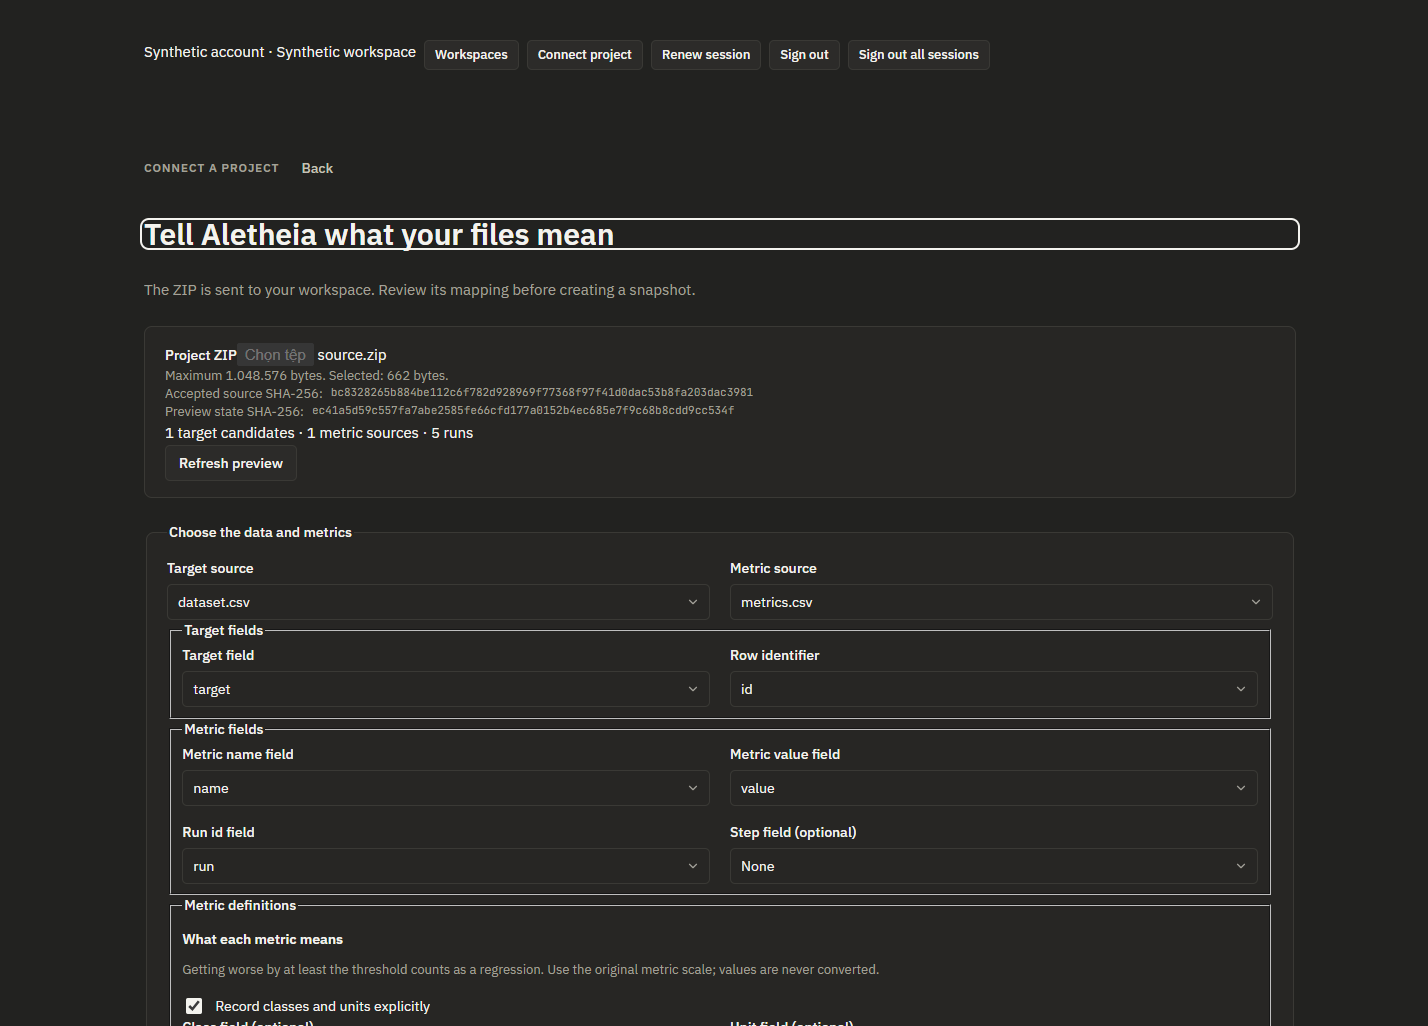 Synthetic account · Synthetic workspace Workspaces Connect project Renew session Sign out Sign out all sessions
CONNECT A PROJECT Back
Tell Aletheia what your files mean
The ZIP is sent to your workspace. Review its mapping before creating a snapshot.
Project ZIP Chọn tệp source.zip
Maximum 1.048.576 bytes. Selected: 662 bytes.
Accepted source SHA-256: bc8328265b884be112c6f782d928969f77368f97f41d0dac53b8fa203dac3981
Preview state SHA-256: ec41a5d59c557fa7abe2585fe66cfd177a0152b4ec685e7f9c68b8cdd9cc534f
1 target candidates · 1 metric sources · 5 runs
Refresh preview
Choose the data and metrics
Target source Metric source
dataset.csv metrics.csv
Target fields
Target field Row identifier
target id
Metric fields
Metric name field Metric value field
name value
Run id field Step field (optional)
run None
Metric definitions
What each metric means
Getting worse by at least the threshold counts as a regression. Use the original metric scale; values are never converted.
Record classes and units explicitly
Class field (optional) Unit field (optional)